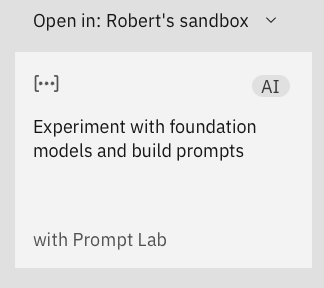 Open in: Robert's sandbox
AI
Experiment with foundation
models and build prompts
with Prompt Lab